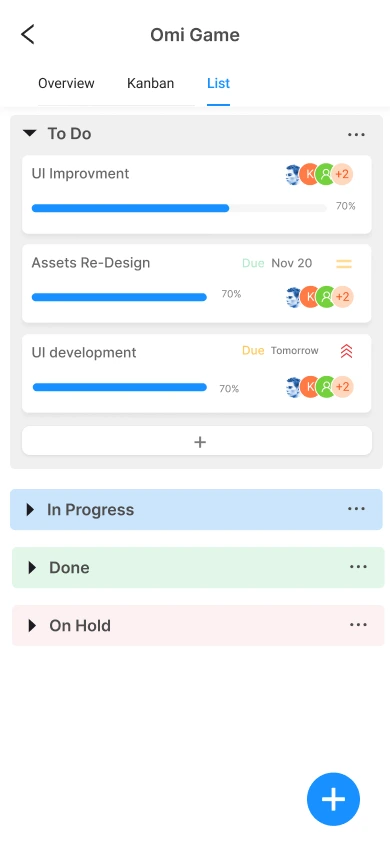 Omi Game
Overview Kanban List
To Do
UI Improvment K +2
70%
Assets Re-Design Due Nov 20
70% K +2
UI development Due Tomorrow
70% K +2
+
In Progress
Done
On Hold